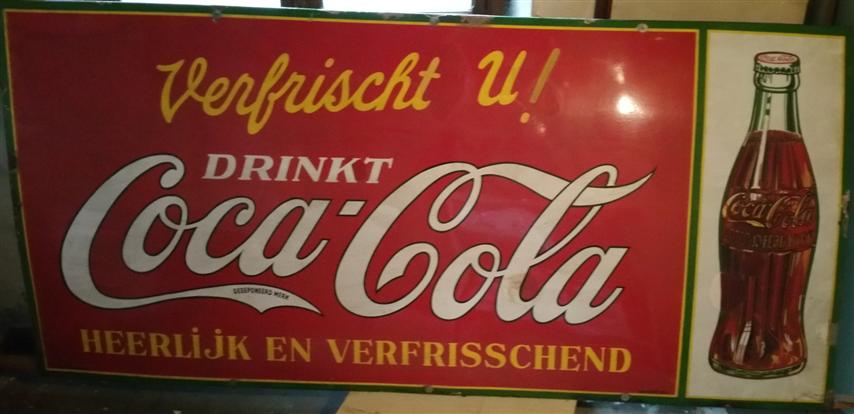 Verfrischt U!
DRINKT
Coca-Cola
GEDEPONEERD MERK
HEERLIJK EN VERFRISSCHEND
Coca-Cola